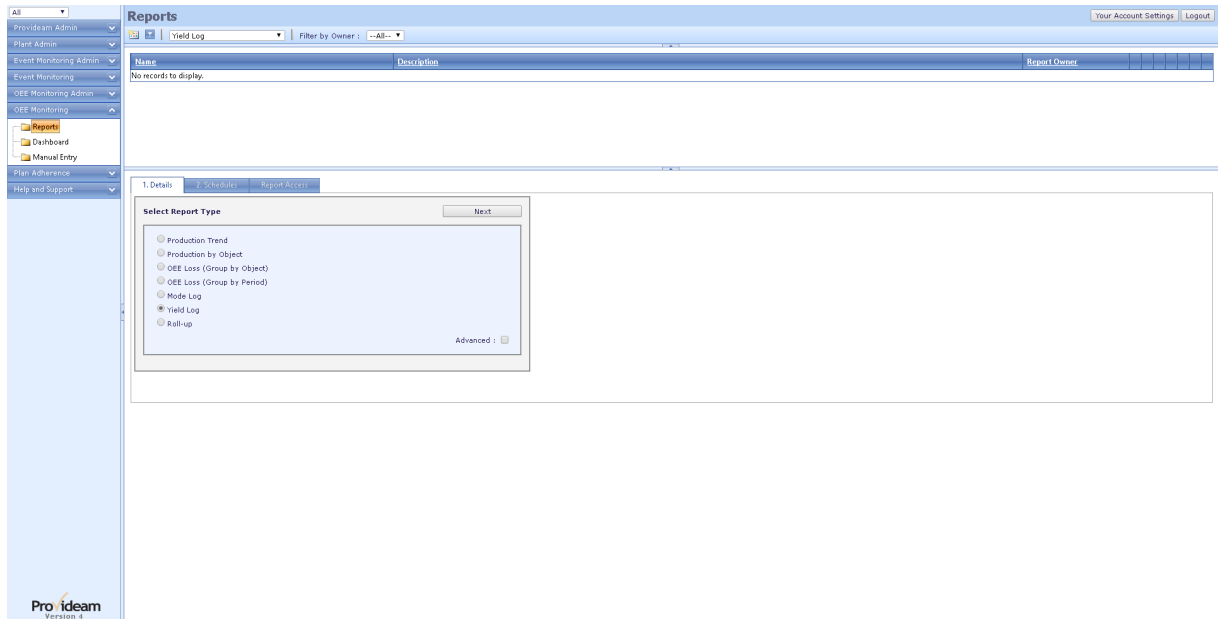 All
Reports
Your Account Settings
Logout
Providеam Admin
Plant Admin
Event Monitoring Admin
Event Monitoring
OEE Monitoring Admin
OEE Monitoring
Reports
Dashboard
Manual Entry
Plan Adherence
Help and Support
Yield Log
Filter by Owner :
--All--
Name
Description
Report Owner
No records to display.
1. Details
2. Schedules
Report Access
Select Report Type
Next
Production Trend
Production by Object
OEE Loss (Group by Object)
OEE Loss (Group by Period)
Mode Log
Yield Log
Roll-up
Advanced :
Provideam
Version 4